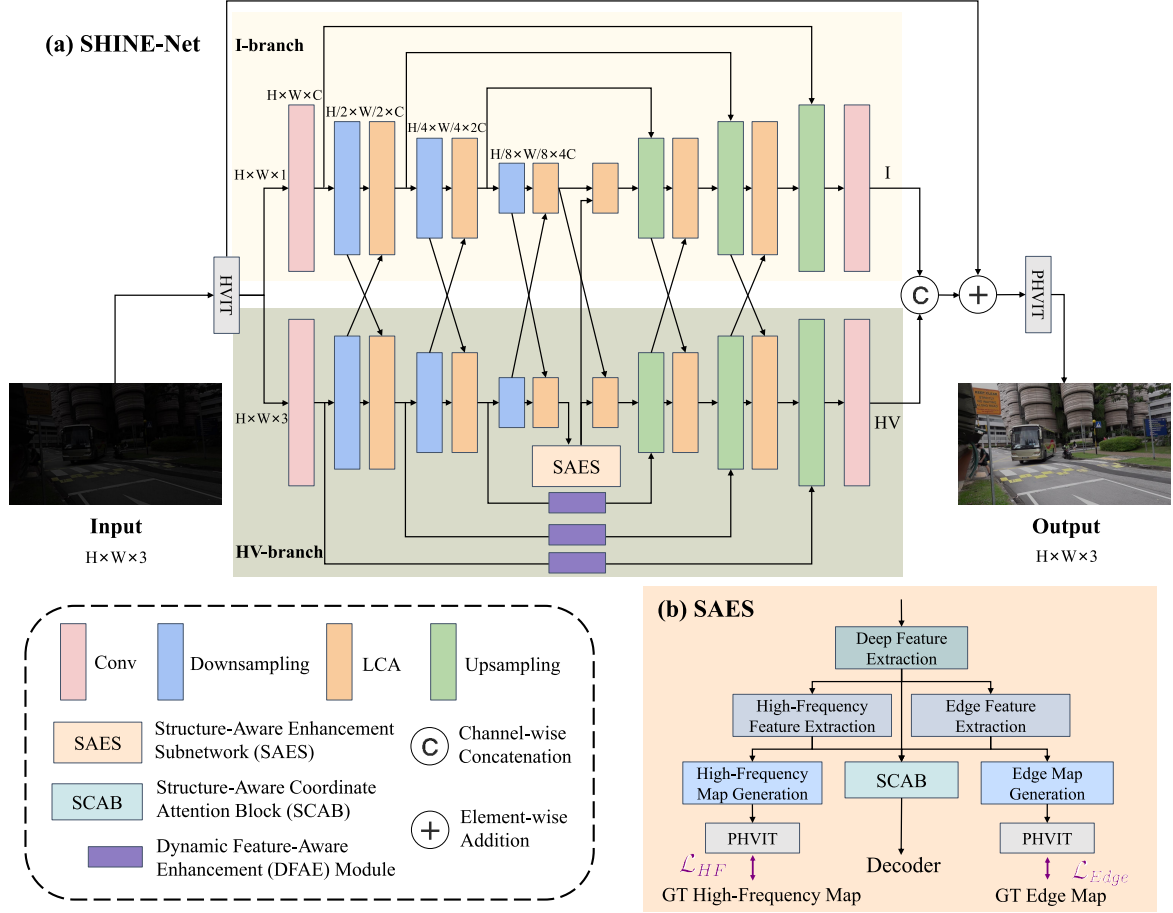 (a) SHINE-Net
I-branch
H×W×C
H/2×W/2×C
H/4×W/4×2C
H/8×W/8×4C
H×W×1
I
HVIT
C
+
PHVIT
H×W×3
HV
SAES
Input
H×W×3
HV-branch
Output
H×W×3
Conv
Downsampling
LCA
Upsampling
SAES
Structure-Aware Enhancement
Subnetwork (SAES)
C
Channel-wise
Concatenation
SCAB
Structure-Aware Coordinate
Attention Block (SCAB)
+
Element-wise
Addition
Dynamic Feature-Aware
Enhancement (DFAE) Module
(b) SAES
Deep Feature
Extraction
High-Frequency
Feature Extraction
Edge Feature
Extraction
High-Frequency
Map Generation
SCAB
Edge Map
Generation
PHVIT
PHVIT
ℒ_HF
Decoder
ℒ_Edge
GT High-Frequency Map
GT Edge Map